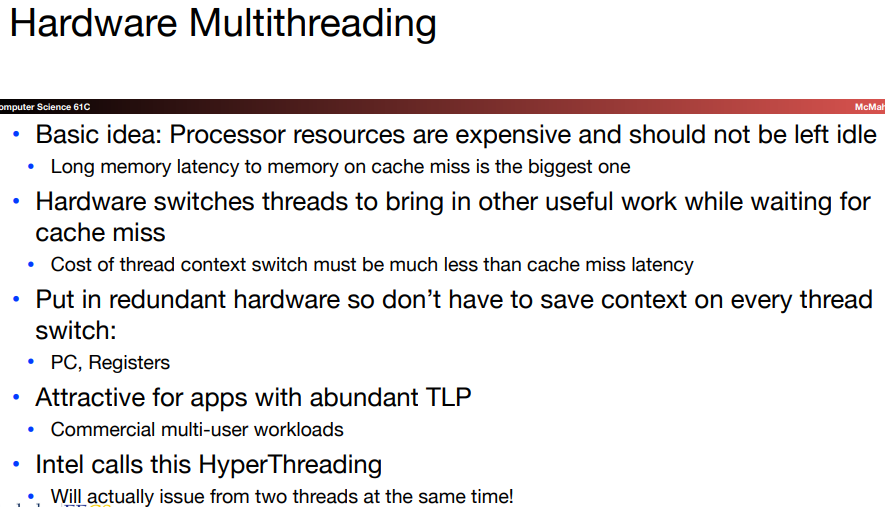 Hardware Multithreading
omputer Science 61C
McMah
• Basic idea: Processor resources are expensive and should not be left idle
• Long memory latency to memory on cache miss is the biggest one
• Hardware switches threads to bring in other useful work while waiting for
cache miss
• Cost of thread context switch must be much less than cache miss latency
• Put in redundant hardware so don’t have to save context on every thread
switch:
• PC, Registers
• Attractive for apps with abundant TLP
• Commercial multi-user workloads
• Intel calls this HyperThreading
• Will actually issue from two threads at the same time!